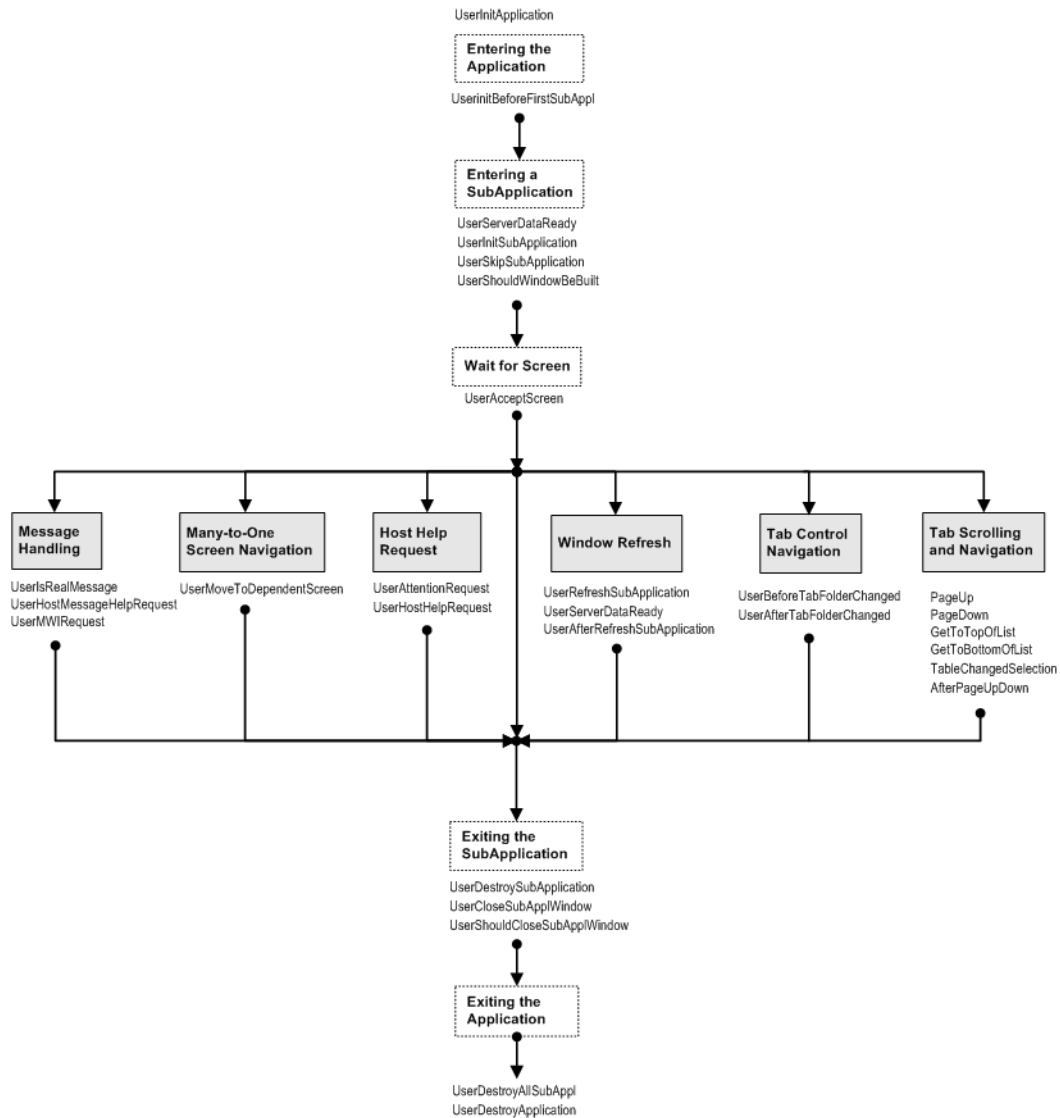 UserInitApplication
Entering the
Application
UserinitBeforeFirstSubAppl
Entering a
SubApplication
UserServerDataReady
UserInitSubApplication
UserSkipSubApplication
UserShouldWindowBeBuilt
Wait for Screen
UserAcceptScreen
Message
Handling
UserIsRealMessage
UserHostMessageHelpRequest
UserMWIRequest
Many-to-One
Screen Navigation
UserMoveToDependentScreen
Host Help
Request
UserAttentionRequest
UserHostHelpRequest
Window Refresh
UserRefreshSubApplication
UserServerDataReady
UserAfterRefreshSubApplication
Tab Control
Navigation
UserBeforeTabFolderChanged
UserAfterTabFolderChanged
Tab Scrolling
and Navigation
PageUp
PageDown
GetToTopOfList
GetToBottomOfList
TableChangedSelection
AfterPageUpDown
Exiting the
SubApplication
UserDestroySubApplication
UserCloseSubApplWindow
UserShouldCloseSubApplWindow
Exiting the
Application
UserDestroyAllSubAppl
UserDestroyApplication